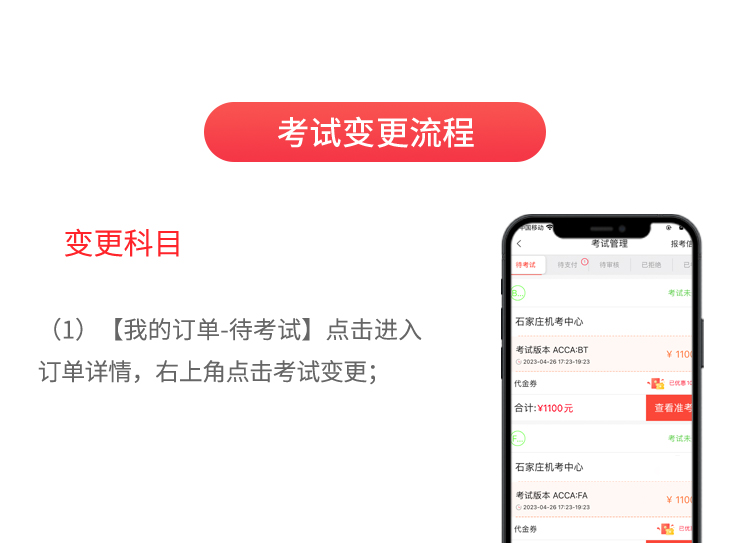 考试变更流程
变更科目
（1）【我的订单-待考试】点击进入
订单详情，右上角点击考试变更；
中国移动
考试管理
报考信
待考试 待支付 待审核 已拒绝
考试未
石家庄机考中心
考试版本 ACCA:BT
¥ 1100
2023-04-26 17:23-19:23
代金券
已优惠 10
合计:¥1100元
查看准考
考试未
石家庄机考中心
考试版本 ACCA:FA
¥ 1100
2023-04-26 17:23-19:23
代金券
已优